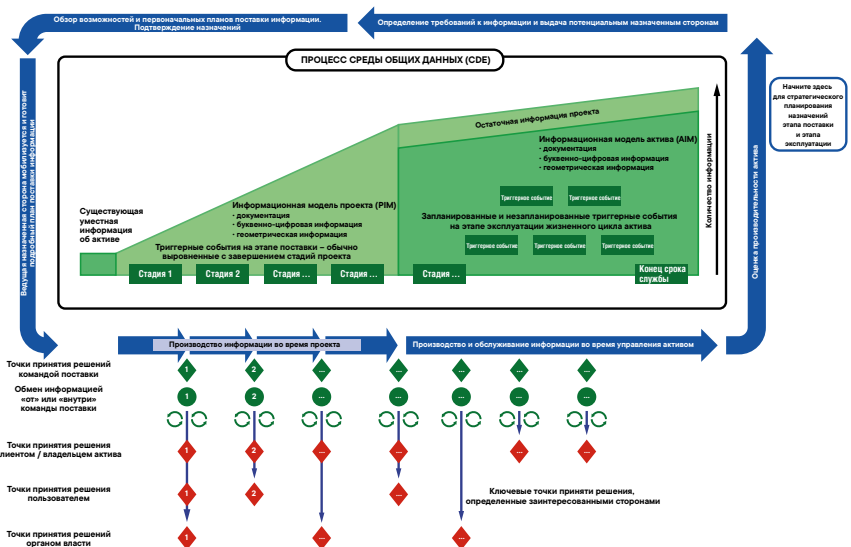 Обзор возможностей и первоначальных планов поставки информации.
Подтверждение назначений
Определение требований к информации и выдача потенциальным назначенным сторонам
ПРОЦЕСС СРЕДЫ ОБЩИХ ДАННЫХ (CDE)
Начните здесь
для стратегического
планирования
назначений
этапа поставки
и этапа
эксплуатации
Ведущая назначенная сторона мобилизуется и готовит
подробный план поставки информации
Остаточная информация проекта
Информационная модель актива (AIM)
- документация
- буквенно-цифровая информация
- геометрическая информация
Количество информации
Оценка производительности актива
Существующая
уместная
информация
об активе
Информационная модель проекта (PIM)
- документация
- буквенно-цифровая информация
- геометрическая информация
Триггерные события на этапе поставки – обычно
выровненные с завершением стадий проекта
Триггерное событие
Триггерное событие
Запланированные и незапланированные триггерные события
на этапе эксплуатации жизненного цикла актива
Триггерное событие
Триггерное событие
Триггерное событие
Стадия 1
Стадия 2
Стадия ...
Стадия ...
Стадия ...
Конец срока
службы
Производство информации во время проекта
Производство и обслуживание информации во время управления активом
Точки принятия решений
командой поставки
1
2
...
...
...
...
...
Обмен информацией
«от» или «внутри»
команды поставки
1
2
...
...
...
...
...
Точки принятия решения
лиентом / владельцем актива
1
2
...
...
...
...
Точки принятия решения
пользователем
1
2
...
Ключевые точки приняти решения,
определенные заинтересованными сторонами
Точки принятия решений
органом власти
1
...
...